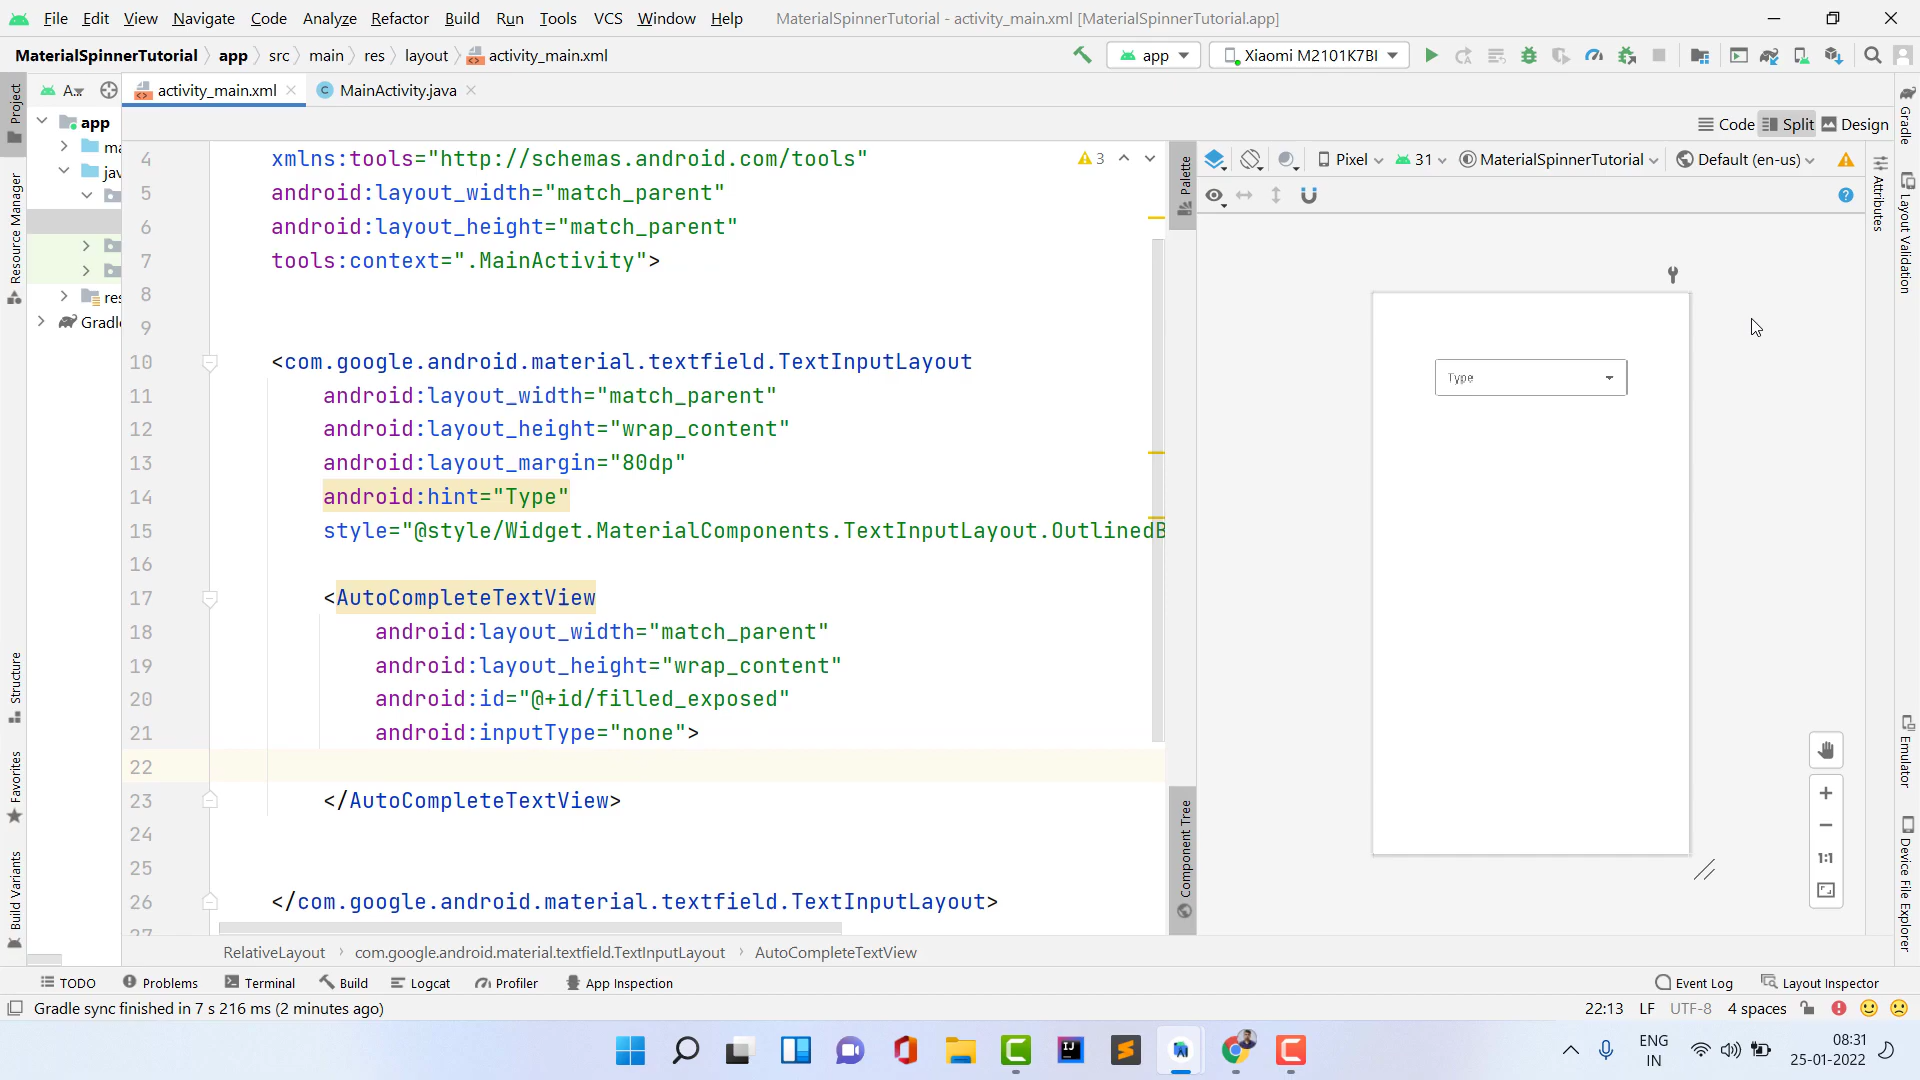 File Edit View Navigate Code Analyze Refactor Build Run Tools VCS Window Help MaterialSpinnerTutorial - activity_main.xml [MaterialSpinnerTutorial.app]
MaterialSpinnerTutorial app src main res layout activity_main.xml app Xiaomi M2101K7BI
A... activity_main.xml MainActivity.java
Code Split Design
app
ma
jav
res
Gradle
Project
Resource Manager
Structure
Favorites
Build Variants
4 xmlns:tools="http://schemas.android.com/tools"
5 android:layout_width="match_parent"
6 android:layout_height="match_parent"
7 tools:context=".MainActivity">
8
9
10 <com.google.android.material.textfield.TextInputLayout
11 android:layout_width="match_parent"
12 android:layout_height="wrap_content"
13 android:layout_margin="80dp"
14 android:hint="Type"
15 style="@style/Widget.MaterialComponents.TextInputLayout.OutlinedB
16
17 <AutoCompleteTextView
18 android:layout_width="match_parent"
19 android:layout_height="wrap_content"
20 android:id="@+id/filled_exposed"
21 android:inputType="none">
22
23 </AutoCompleteTextView>
24
25
26 </com.google.android.material.textfield.TextInputLayout>
27
3
Palette
Component Tree
Pixel 31 MaterialSpinnerTutorial Default (en-us)
Type
1:1
Attributes
Gradle
Layout Validation
Emulator
Device File Explorer
RelativeLayout com.google.android.material.textfield.TextInputLayout AutoCompleteTextView
TODO Problems Terminal Build Logcat Profiler App Inspection Event Log Layout Inspector
Gradle sync finished in 7 s 216 ms (2 minutes ago) 22:13 LF UTF-8 4 spaces
ENG
IN
08:31
25-01-2022